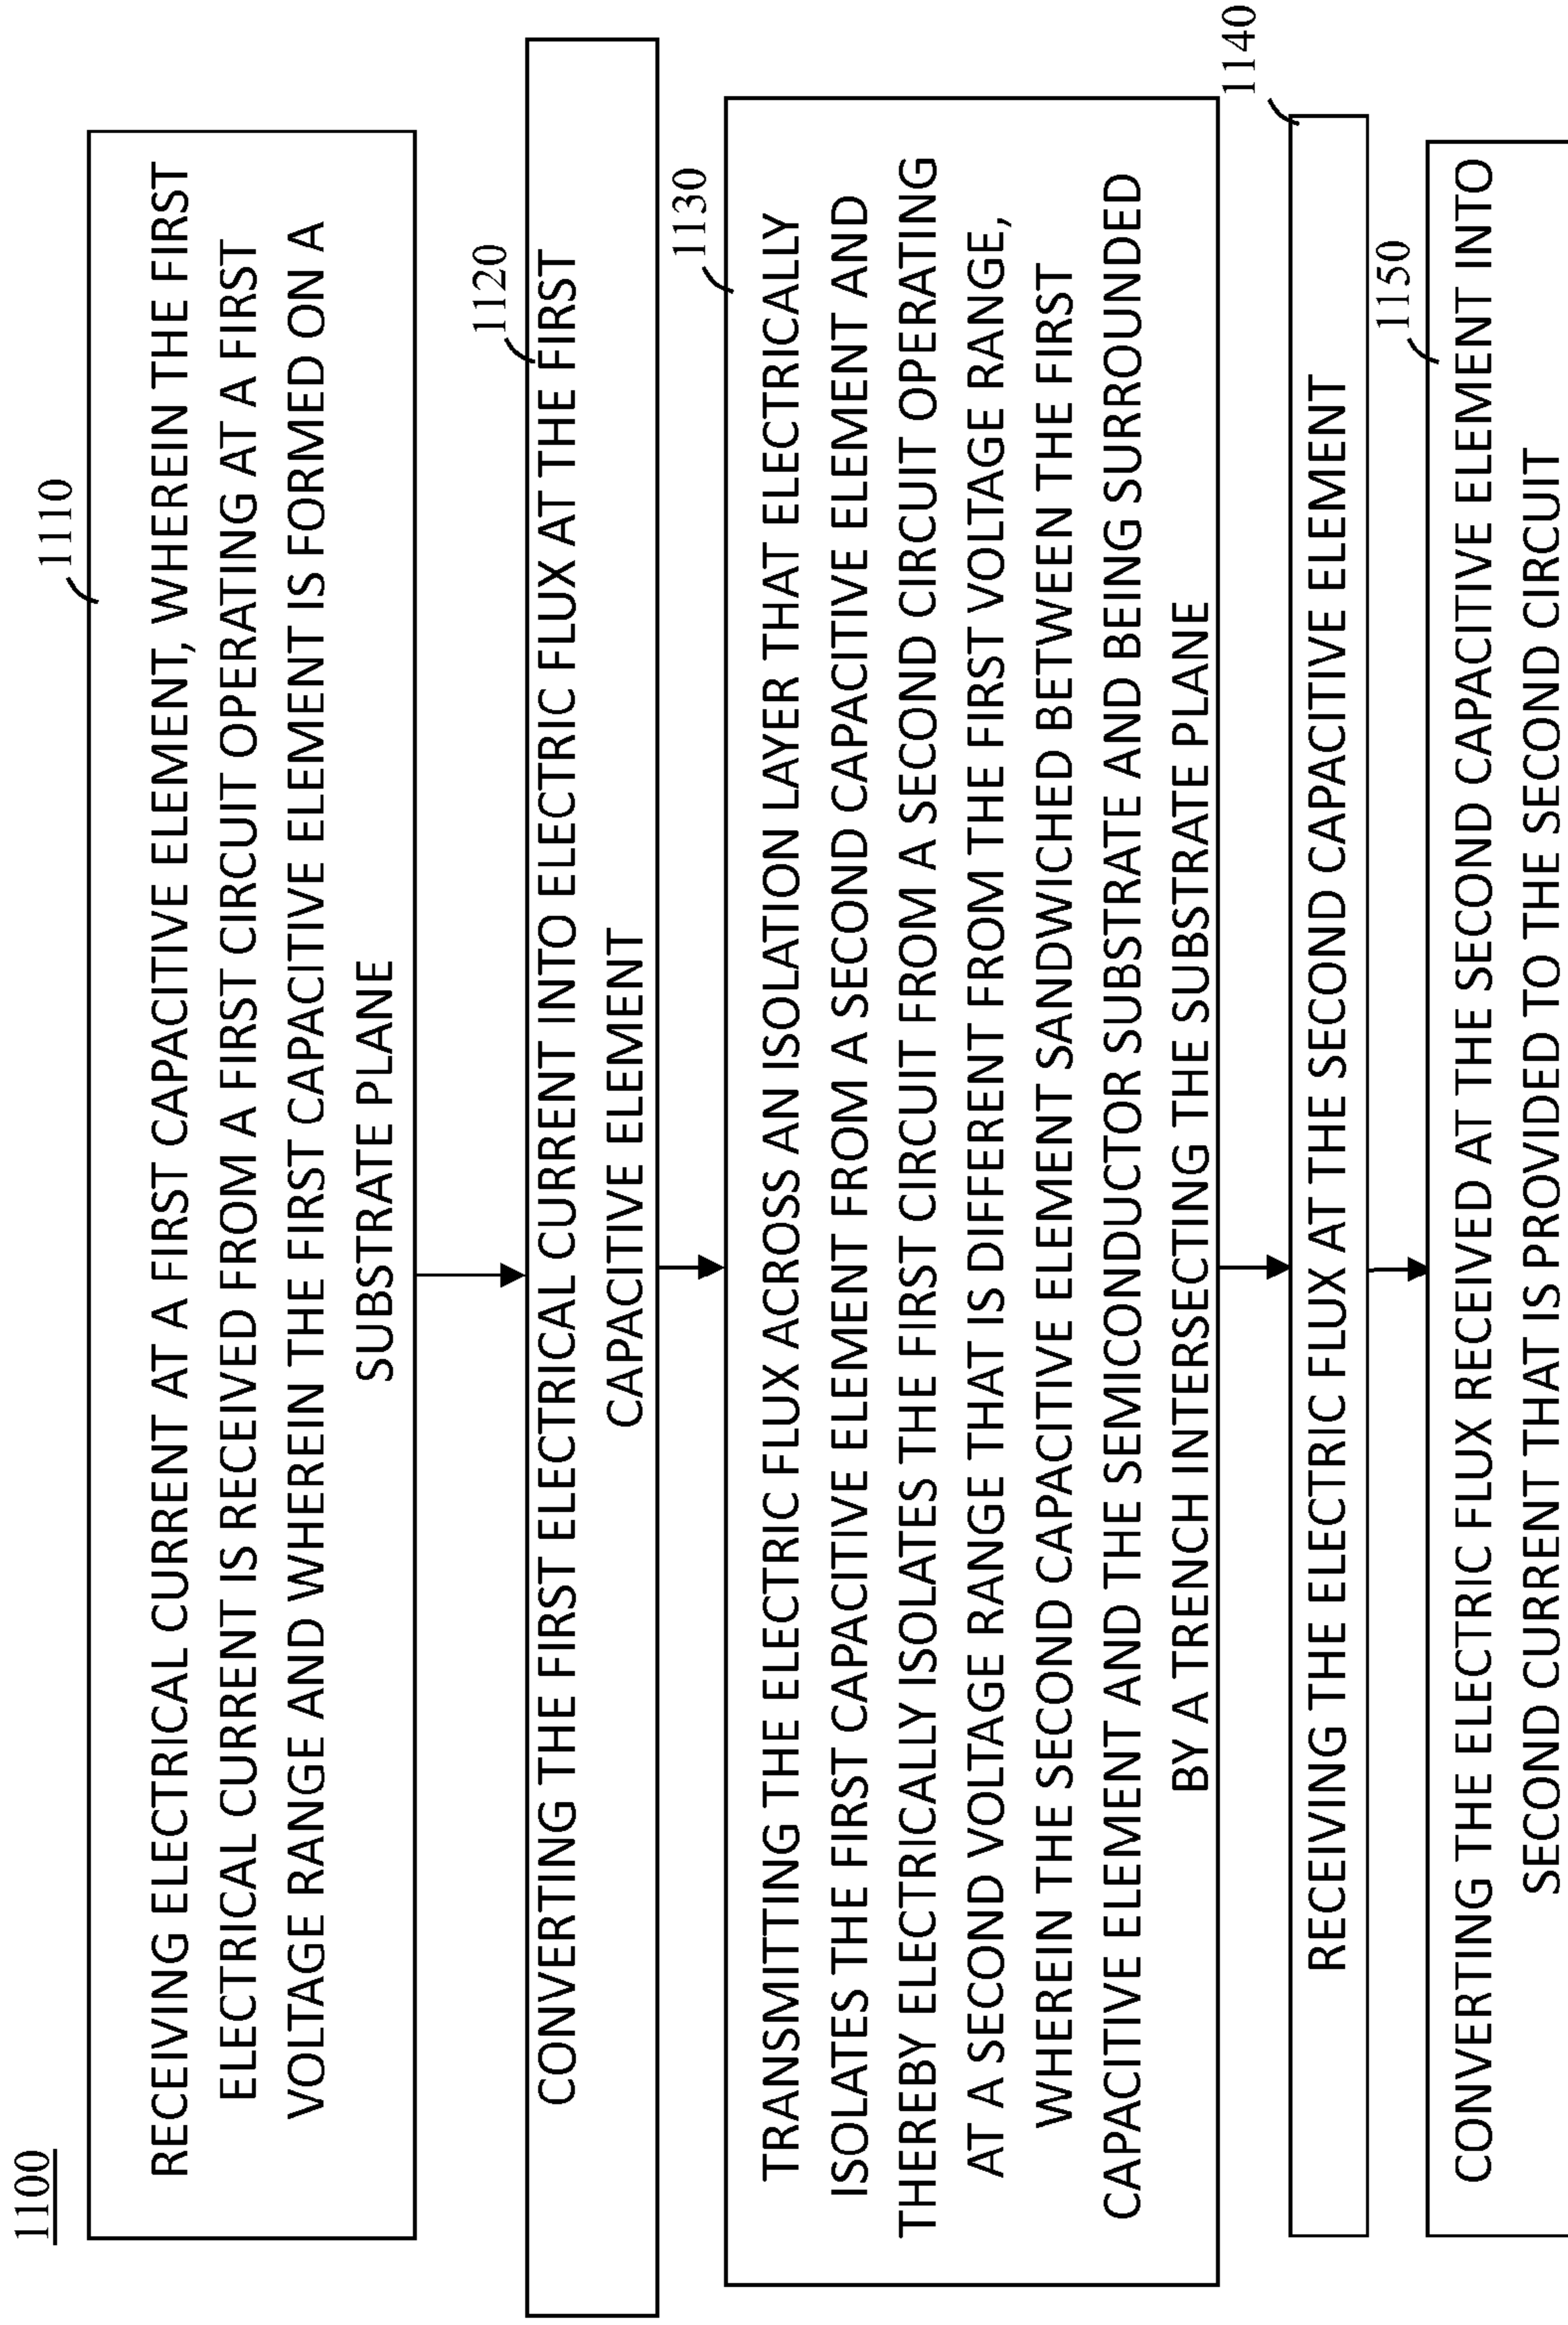 1100
1110
RECEIVING ELECTRICAL CURRENT AT A FIRST CAPACITIVE ELEMENT, WHEREIN THE FIRST
ELECTRICAL CURRENT IS RECEIVED FROM A FIRST CIRCUIT OPERATING AT A FIRST
VOLTAGE RANGE AND WHEREIN THE FIRST CAPACITIVE ELEMENT IS FORMED ON A
SUBSTRATE PLANE
1120
CONVERTING THE FIRST ELECTRICAL CURRENT INTO ELECTRIC FLUX AT THE FIRST
CAPACITIVE ELEMENT
1130
TRANSMITTING THE ELECTRIC FLUX ACROSS AN ISOLATION LAYER THAT ELECTRICALLY
ISOLATES THE FIRST CAPACITIVE ELEMENT FROM A SECOND CAPACITIVE ELEMENT AND
THEREBY ELECTRICALLY ISOLATES THE FIRST CIRCUIT FROM A SECOND CIRCUIT OPERATING
AT A SECOND VOLTAGE RANGE THAT IS DIFFERENT FROM THE FIRST VOLTAGE RANGE,
WHEREIN THE SECOND CAPACITIVE ELEMENT SANDWICHED BETWEEN THE FIRST
CAPACITIVE ELEMENT AND THE SEMICONDUCTOR SUBSTRATE AND BEING SURROUNDED
BY A TRENCH INTERSECTING THE SUBSTRATE PLANE
1140
RECEIVING THE ELECTRIC FLUX AT THE SECOND CAPACITIVE ELEMENT
1150
CONVERTING THE ELECTRIC FLUX RECEIVED AT THE SECOND CAPACITIVE ELEMENT INTO
SECOND CURRENT THAT IS PROVIDED TO THE SECOND CIRCUIT